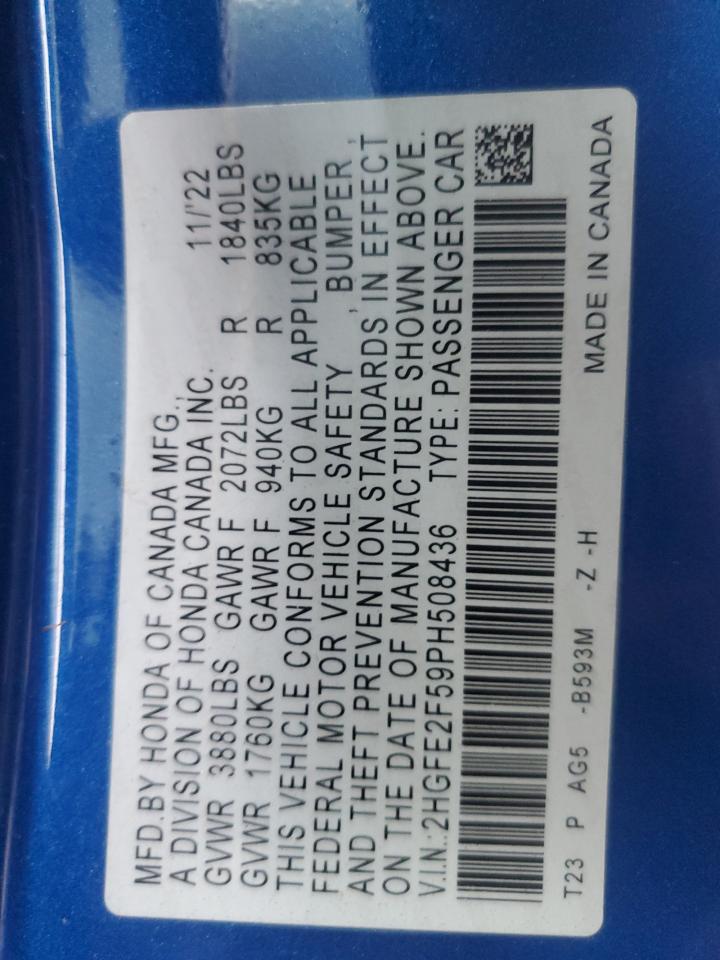 MFD.BY HONDA OF CANADA MFG.,
A DIVISION OF HONDA CANADA INC. 11/'22
GVWR 3880LBS GAWR F 2072LBS R 1840LBS
GVWR 1760KG GAWR F 940KG R 835KG
THIS VEHICLE CONFORMS TO ALL APPLICABLE
FEDERAL MOTOR VEHICLE SAFETY , BUMPER ,
AND THEFT PREVENTION STANDARDS IN EFFECT
ON THE DATE OF MANUFACTURE SHOWN ABOVE.
V.I.N.:2HGFE2F59PH508436 TYPE: PASSENGER CAR
T23 P AG5 -B593M -Z -H MADE IN CANADA